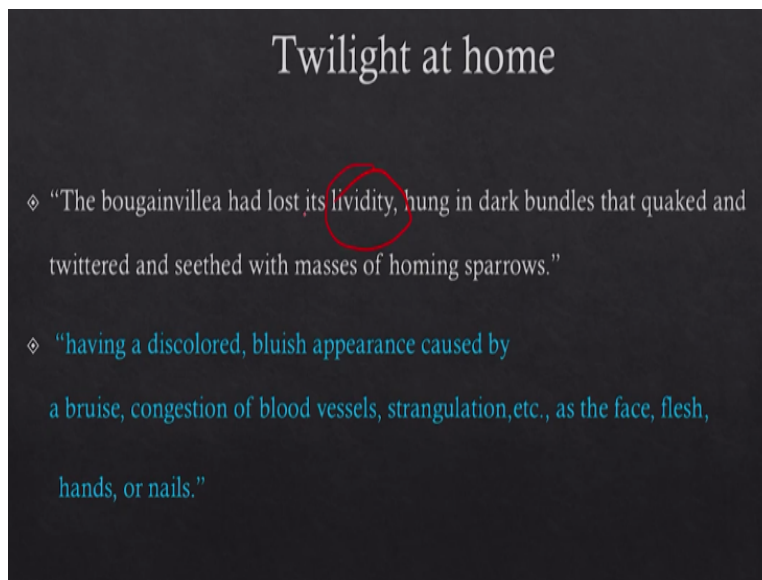 Twilight at home
“The bougainvillea had lost its lividity, hung in dark bundles that quaked and
twittered and seethed with masses of homing sparrows.”
“having a discolored, bluish appearance caused by
a bruise, congestion of blood vessels, strangulation,etc., as the face, flesh,
hands, or nails.”